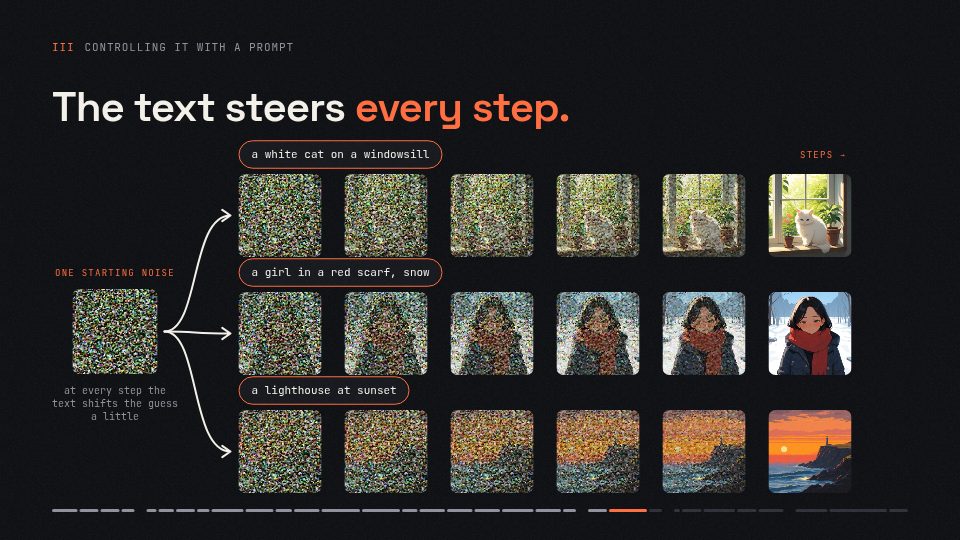 III CONTROLLING IT WITH A PROMPT
The text steers every step.
a white cat on a windowsill
STEPS →
a girl in a red scarf, snow
ONE STARTING NOISE
a lighthouse at sunset
at every step the
text shifts the guess
a little